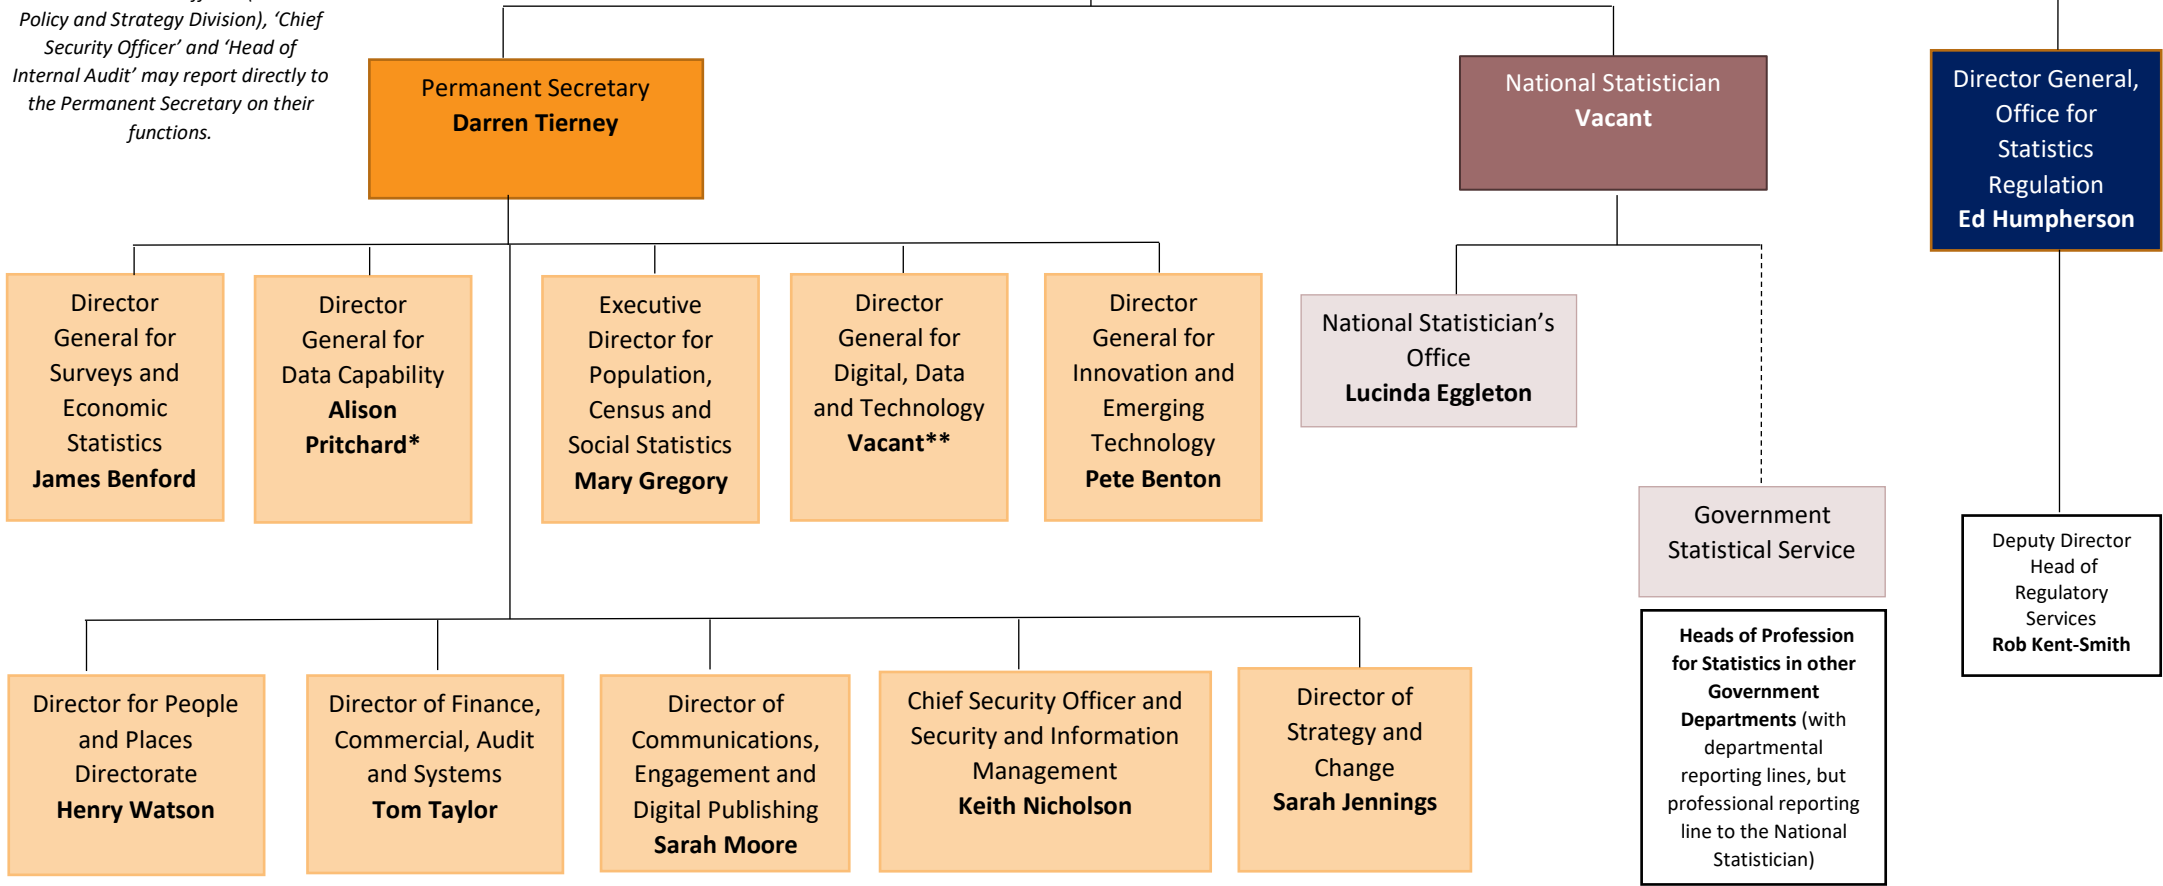 Policy and Strategy Division), ‘Chief
Security Officer’ and ‘Head of
Internal Audit’ may report directly to
the Permanent Secretary on their
functions.
Permanent Secretary
Darren Tierney
National Statistician
Vacant
Director General,
Office for
Statistics
Regulation
Ed Humpherson
Director
General for
Surveys and
Economic
Statistics
James Benford
Director
General for
Data Capability
Alison
Pritchard*
Executive
Director for
Population,
Census and
Social Statistics
Mary Gregory
Director
General for
Digital, Data
and Technology
Vacant**
Director
General for
Innovation and
Emerging
Technology
Pete Benton
National Statistician’s
Office
Lucinda Eggleton
Government
Statistical Service
Heads of Profession
for Statistics in other
Government
Departments (with
departmental
reporting lines, but
professional reporting
line to the National
Statistician)
Deputy Director
Head of
Regulatory
Services
Rob Kent-Smith
Director for People
and Places
Directorate
Henry Watson
Director of Finance,
Commercial, Audit
and Systems
Tom Taylor
Director of
Communications,
Engagement and
Digital Publishing
Sarah Moore
Chief Security Officer and
Security and Information
Management
Keith Nicholson
Director of
Strategy and
Change
Sarah Jennings